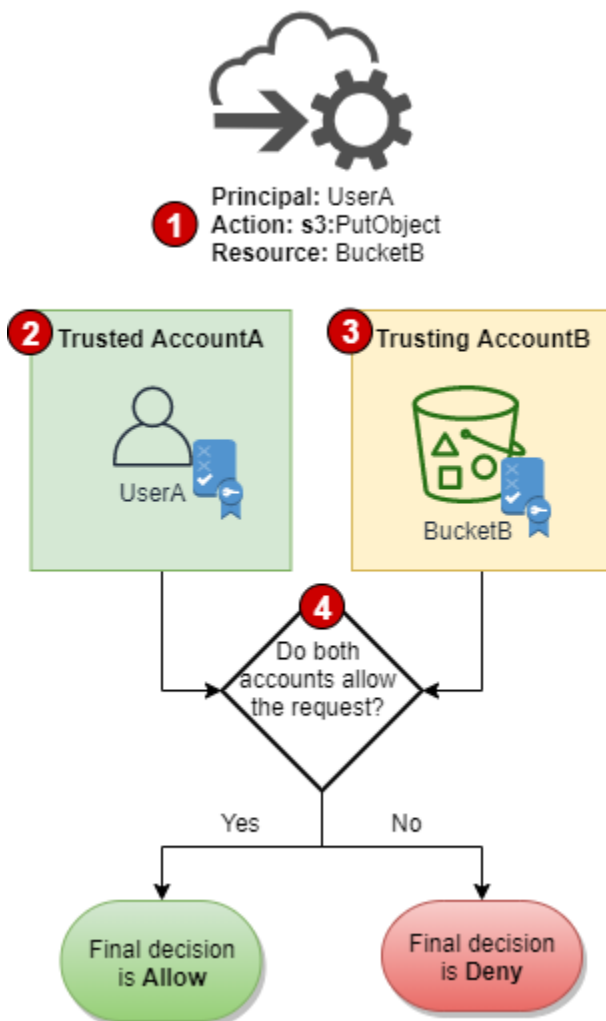 1
Principal: UserA
Action: s3:PutObject
Resource: BucketB
2
Trusted AccountA
3
Trusting AccountB
UserA
BucketB
4
Do both
accounts allow
the request?
Yes
No
Final decision
is Allow
Final decision
is Deny